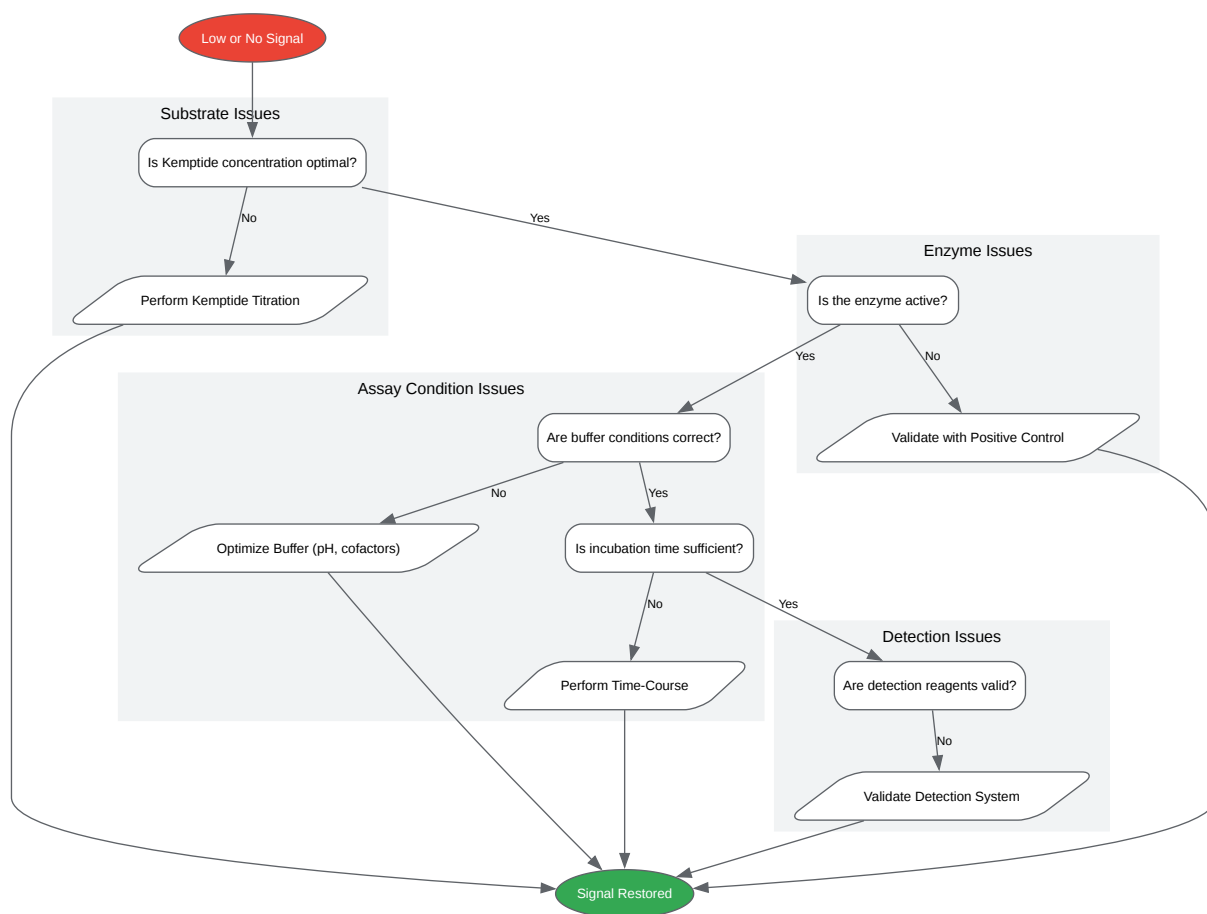 Low or No Signal
Substrate Issues
Is Kemptide concentration optimal?
No
Yes
Enzyme Issues
Perform Kemptide Titration
Is the enzyme active?
Yes
No
Assay Condition Issues
Are buffer conditions correct?
Validate with Positive Control
No
Yes
Optimize Buffer (pH, cofactors)
Is incubation time sufficient?
No
Yes
Detection Issues
Perform Time-Course
Are detection reagents valid?
No
Validate Detection System
Signal Restored